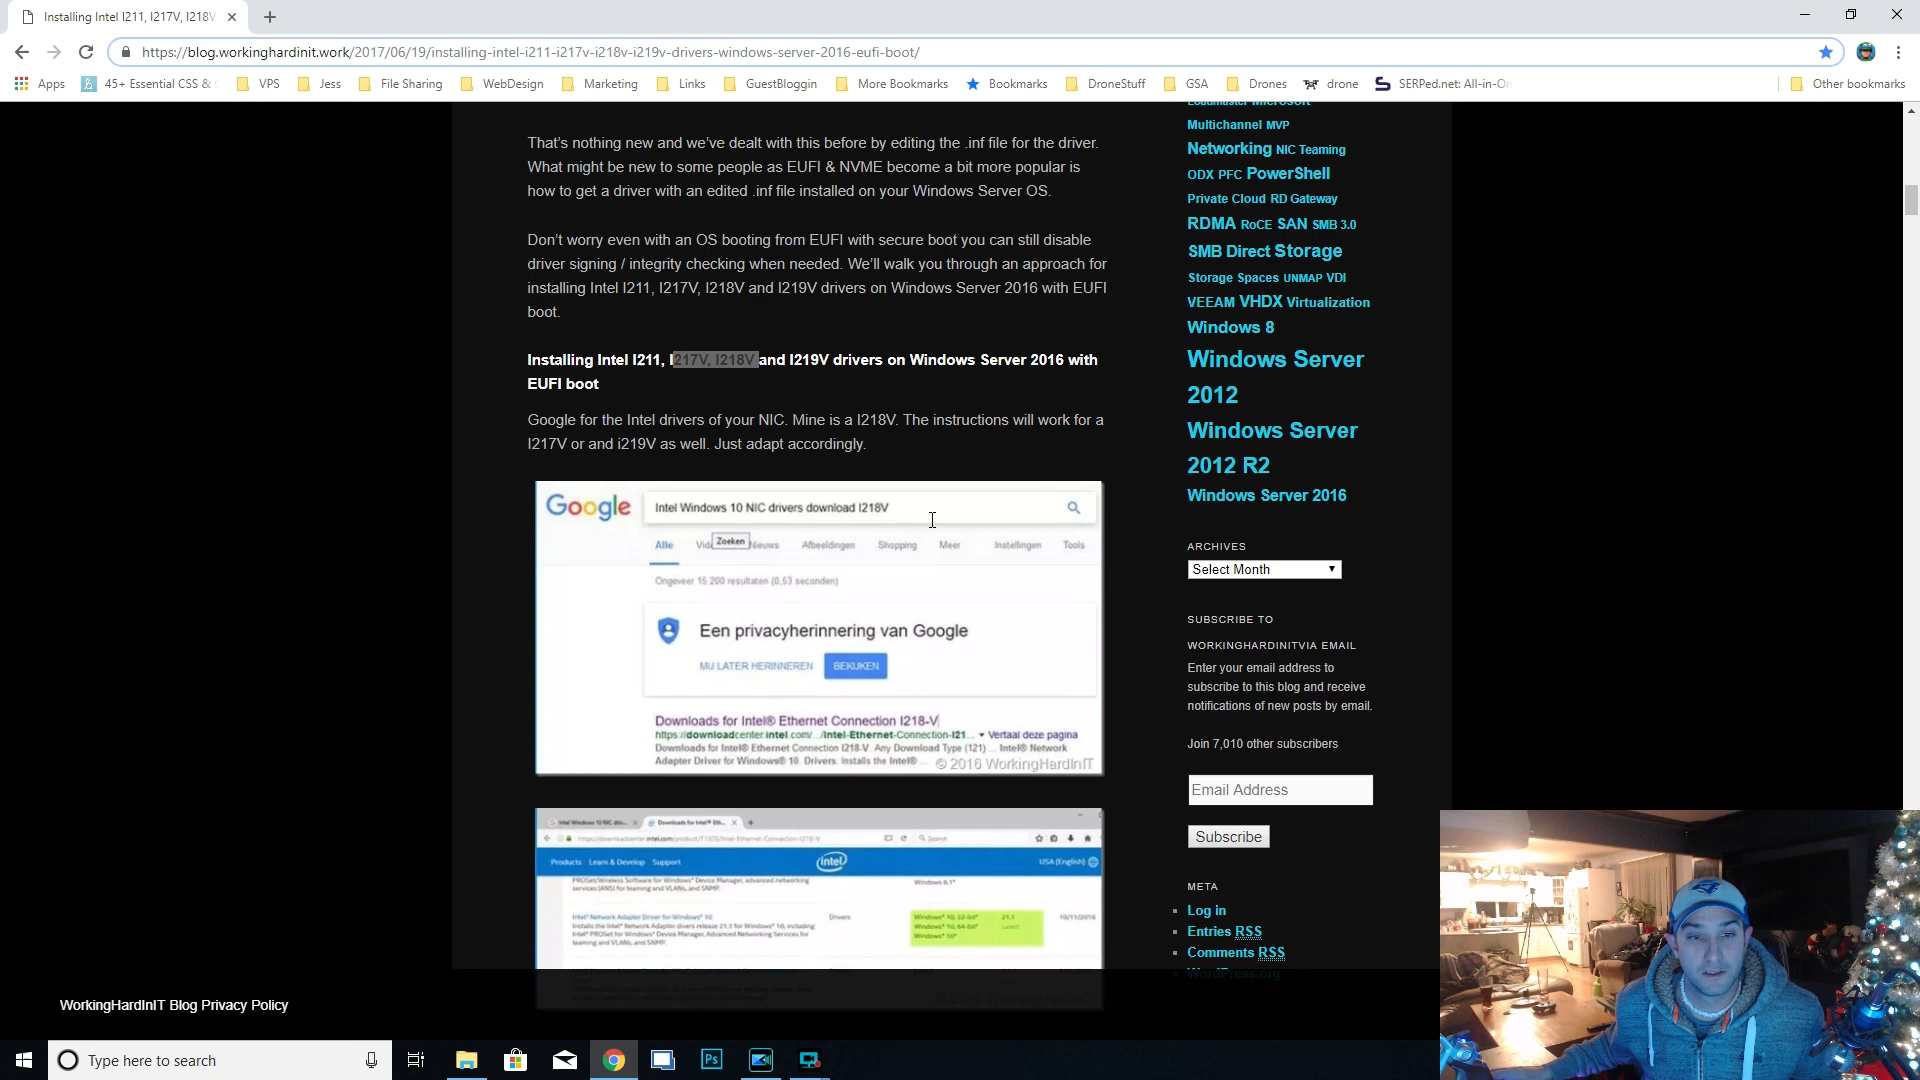 Installing Intel I211, I217V, I218V
https://blog.workinghardinit.work/2017/06/19/installing-intel-i211-i217v-i218v-i219v-drivers-windows-server-2016-eufi-boot/
Apps
45+ Essential CSS &
VPS
Jess
File Sharing
WebDesign
Marketing
Links
GuestBloggin
More Bookmarks
Bookmarks
DroneStuff
GSA
Drones
drone
SERPed.net: All-in-On
Other bookmarks
That's nothing new and we've dealt with this before by editing the .inf file for the driver.
What might be new to some people as EUFI & NVME become a bit more popular is
how to get a driver with an edited .inf file installed on your Windows Server OS.
Don't worry even with an OS booting from EUFI with secure boot you can still disable
driver signing / integrity checking when needed. We'll walk you through an approach for
installing Intel I211, I217V, I218V and I219V drivers on Windows Server 2016 with EUFI
boot.
Installing Intel I211, I217V, I218V and I219V drivers on Windows Server 2016 with
EUFI boot
Google for the Intel drivers of your NIC. Mine is a I218V. The instructions will work for a
I217V or and i219V as well. Just adapt accordingly.
Google
Intel Windows 10 NIC drivers download I218V
Alle
Zoeken
Nieuws
Afbeeldingen
Shopping
Meer
Instellingen
Tools
Ongeveer 15.200 resultaten (0,53 seconden)
Een privacyherinnering van Google
MIJ LATER HERINNEREN
BEKIJKEN
Downloads for Intel® Ethernet Connection I218-V
https://downloadcenter.intel.com/.../Intel-Ethernet-Connection-I21... Vertaal deze pagina
Downloads for Intel® Ethernet Connection I218-V. Any Download Type (121) ... Intel® Network
Adapter Driver for Windows® 10. Drivers. Installs the Intel® ...
© 2016 WorkingHardInIT
Products Learn & Develop Support
intel
USA (English)
PROSet/Wireless Software for Windows* Device Manager, advanced networking
services (ANS) for teaming and VLANs, and SNMP.
Windows 8.1*
Intel® Network Adapter Driver for Windows* 10
Installs the Intel® Network Adapter drivers release 21.1 for Windows* 10, including
Intel® PROSet for Windows* Device Manager, Advanced Networking Services for
teaming and VLANs, and SNMP.
Drivers
Windows* 10, 32-bit*
Windows* 10, 64-bit*
Windows* 10*
21.1
Latest
10/11/2016
Loadmaster Microsoft
Multichannel MVP
Networking NIC Teaming
ODX PFC PowerShell
Private Cloud RD Gateway
RDMA RoCE SAN SMB 3.0
SMB Direct Storage
Storage Spaces UNMAP VDI
VEEAM VHDX Virtualization
Windows 8
Windows Server
2012
Windows Server
2012 R2
Windows Server 2016
ARCHIVES
Select Month
SUBSCRIBE TO
WORKINGHARDINITVIA EMAIL
Enter your email address to
subscribe to this blog and receive
notifications of new posts by email.
Join 7,010 other subscribers
Email Address
Subscribe
META
Log in
Entries RSS
Comments RSS
WordPress.org
WorkingHardInIT Blog Privacy Policy
Type here to search
Ps